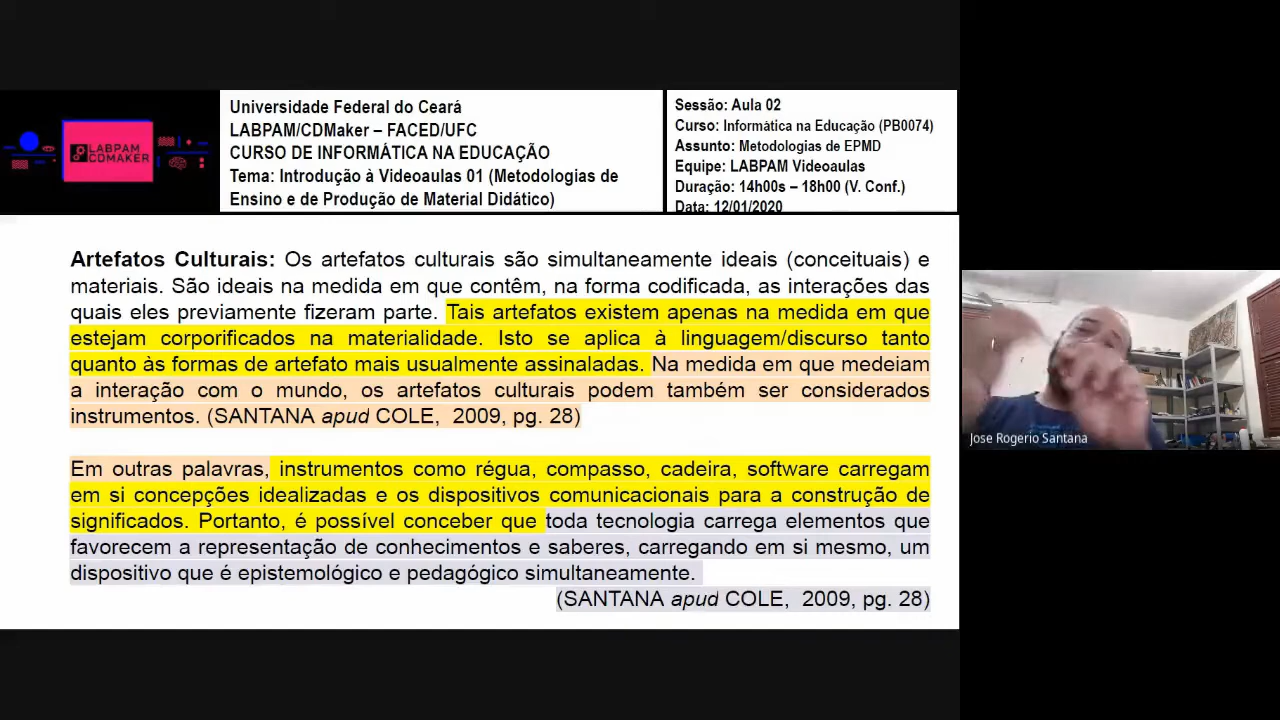 LABPAM
CDMAKER
Universidade Federal do Ceará
LABPAM/CDMaker – FACED/UFC
CURSO DE INFORMÁTICA NA EDUCAÇÃO
Tema: Introdução à Videoaulas 01 (Metodologias de
Ensino e de Produção de Material Didático)
Sessão: Aula 02
Curso: Informática na Educação (PB0074)
Assunto: Metodologias de EPMD
Equipe: LABPAM Videoaulas
Duração: 14h00s – 18h00 (V. Conf.)
Data: 12/01/2020
Artefatos Culturais: Os artefatos culturais são simultaneamente ideais (conceituais) e
materiais. São ideais na medida em que contêm, na forma codificada, as interações das
quais eles previamente fizeram parte. Tais artefatos existem apenas na medida em que
estejam corporificados na materialidade. Isto se aplica à linguagem/discurso tanto
quanto às formas de artefato mais usualmente assinaladas. Na medida em que medeiam
a interação com o mundo, os artefatos culturais podem também ser considerados
instrumentos. (SANTANA apud COLE, 2009, pg. 28)
Em outras palavras, instrumentos como régua, compasso, cadeira, software carregam
em si concepções idealizadas e os dispositivos comunicacionais para a construção de
significados. Portanto, é possível conceber que toda tecnologia carrega elementos que
favorecem a representação de conhecimentos e saberes, carregando em si mesmo, um
dispositivo que é epistemológico e pedagógico simultaneamente.
(SANTANA apud COLE, 2009, pg. 28)
Jose Rogerio Santana